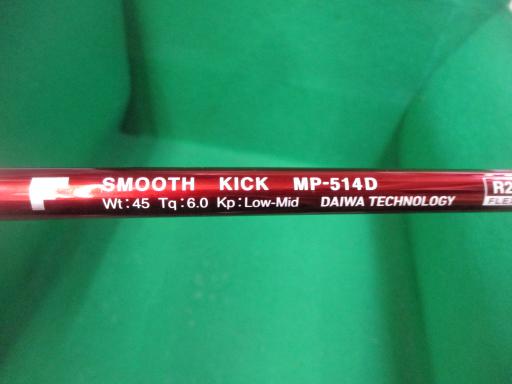 SMOOTH KICK MP-514D
Wt:45 Tq:6.0 Kp:Low-Mid DAIWA TECHNOLOGY
R2